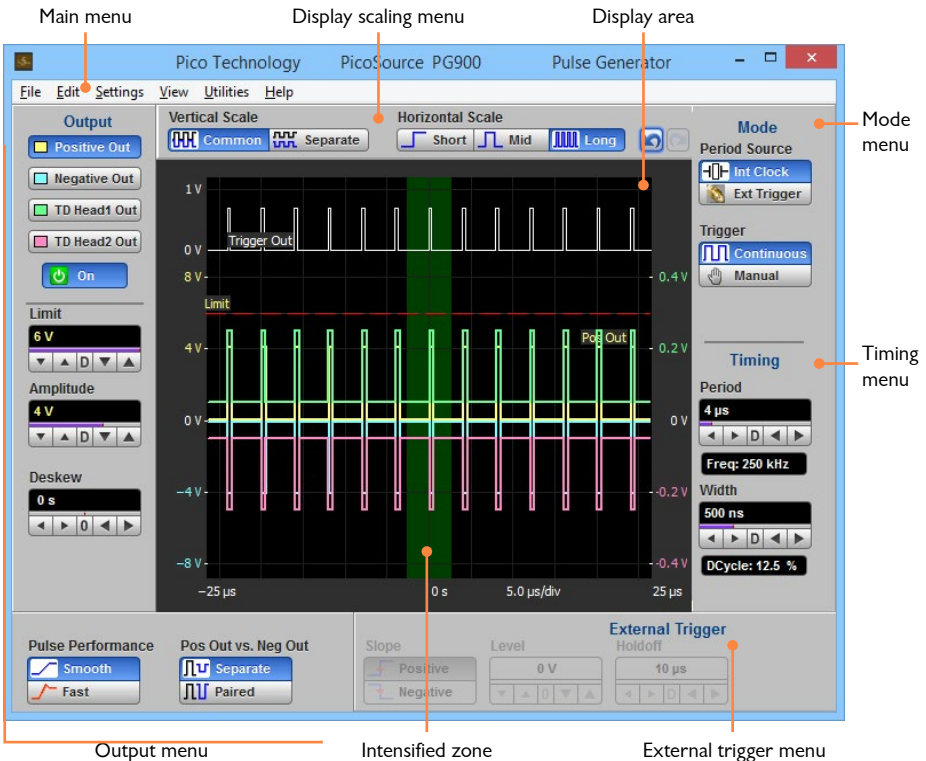 Main menu
Display scaling menu
Display area
Pico Technology PicoSource PG900 Pulse Generator
File Edit Settings View Utilities Help
Output
Positive Out
Negative Out
TD Head1 Out
TD Head2 Out
On
Limit
6 V
D
Amplitude
4 V
D
Deskew
0 s
0
Vertical Scale
Common
Separate
Horizontal Scale
Short
Mid
Long
1 V
0 V
Trigger Out
8 V
0.4 V
Limit
Pos Out
4 V
0.2 V
0 V
0 V
−4 V
-0.2 V
−8 V
-0.4 V
−25 µs
0 s
5.0 µs/div
25 µs
Mode
Period Source
Int Clock
Ext Trigger
Trigger
Continuous
Manual
Timing
Period
4 µs
D
Freq: 250 kHz
Width
500 ns
D
DCycle: 12.5 %
Mode
menu
Timing
menu
Pulse Performance
Smooth
Fast
Pos Out vs. Neg Out
Separate
Paired
External Trigger
Slope
Positive
Negative
Level
0 V
0
Holdoff
10 µs
D
Output menu
Intensified zone
External trigger menu